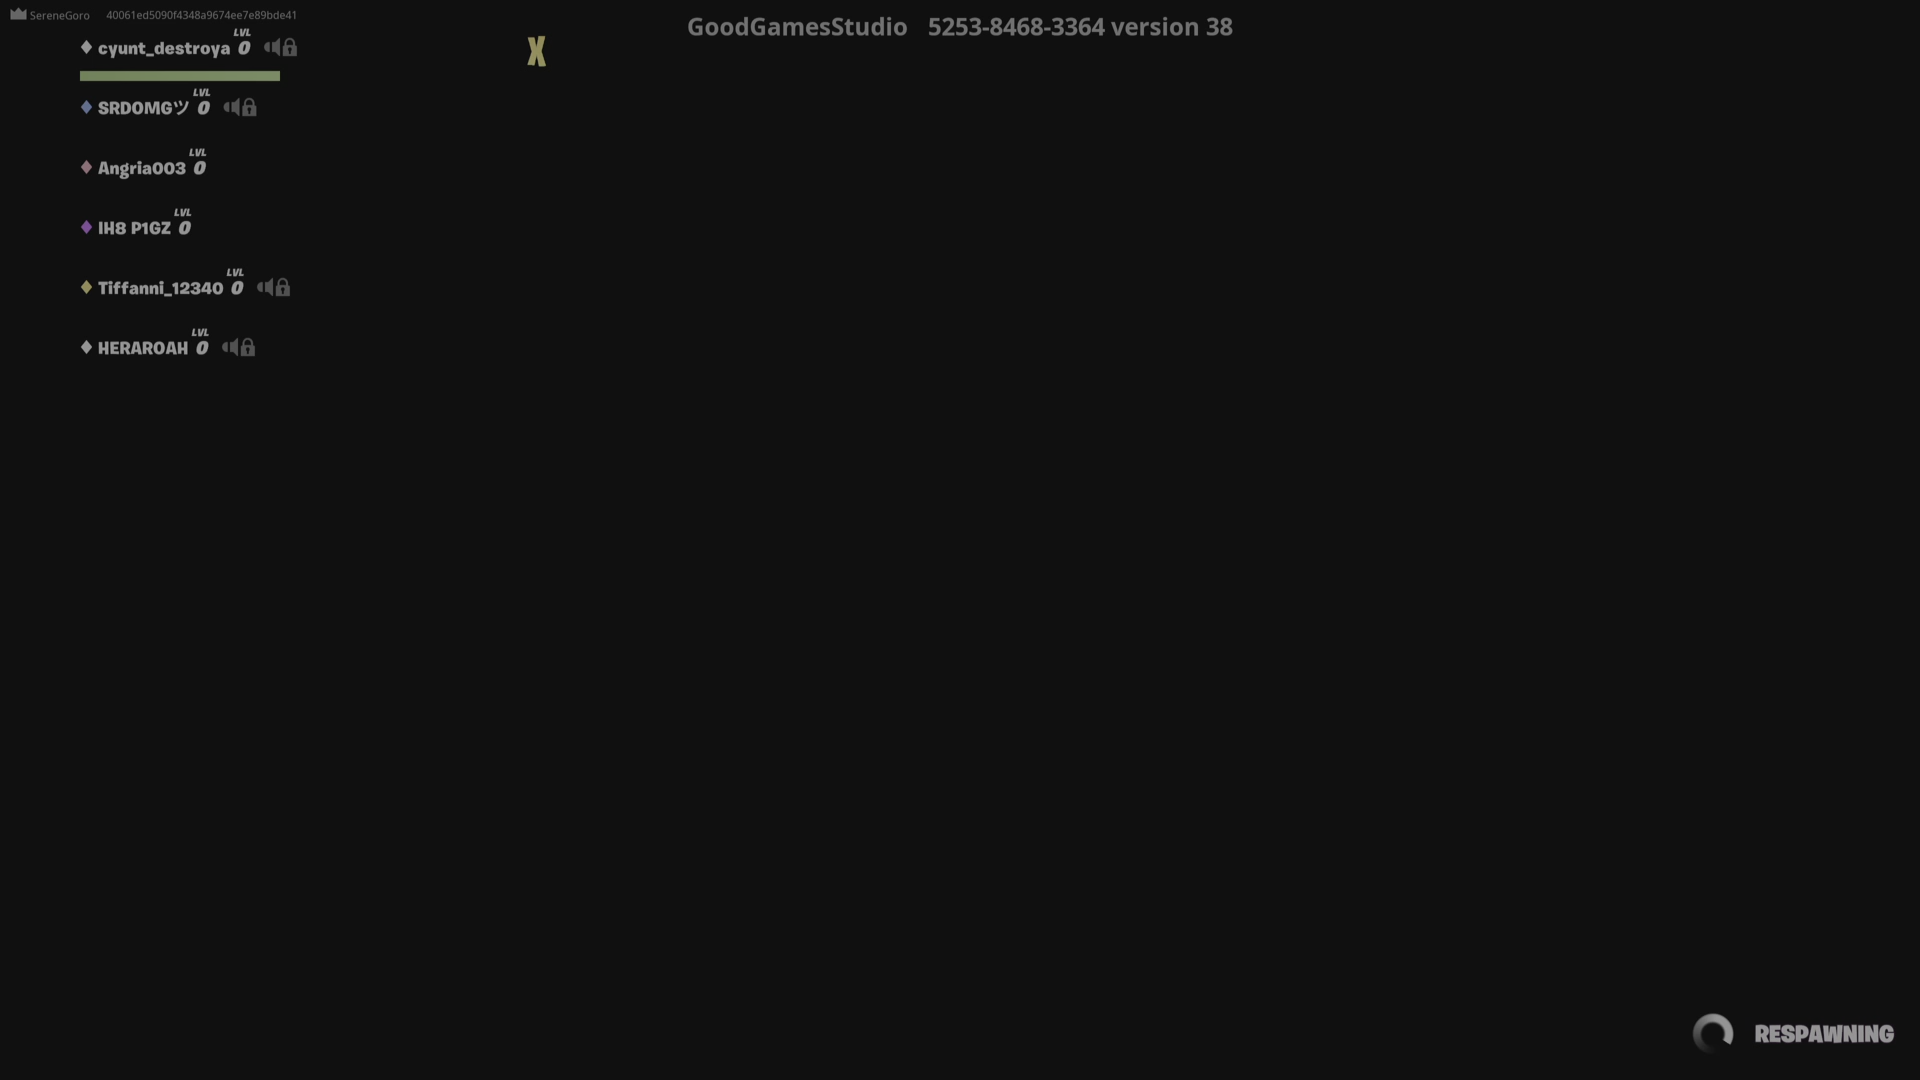 SereneGoro 40061ed5090f4348a9674ee7e89bde41
GoodGamesStudio 5253-8468-3364 version 38
X
LVL
cyunt_destroya 0
LVL
SRDOMGツ 0
LVL
Angria003 0
LVL
IH8 P1GZ 0
LVL
Tiffanni_12340 0
LVL
HERAROAH 0
RESPAWNING